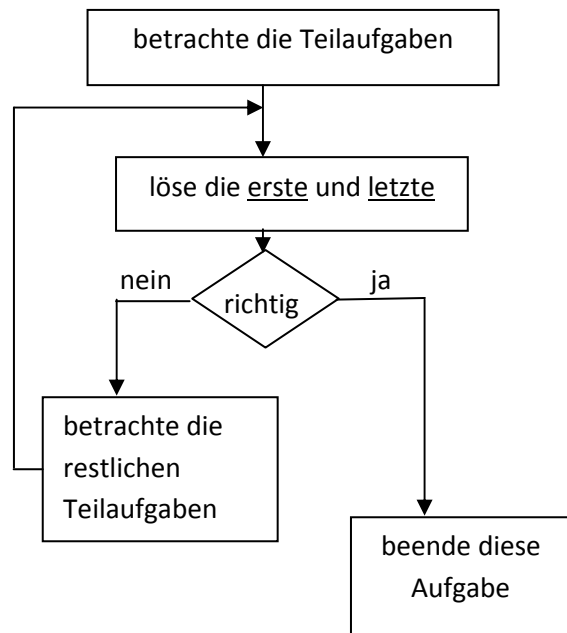 betrachte die Teilaufgaben
löse die erste und letzte
nein
richtig
ja
betrachte die
restlichen
Teilaufgaben
beende diese
Aufgabe